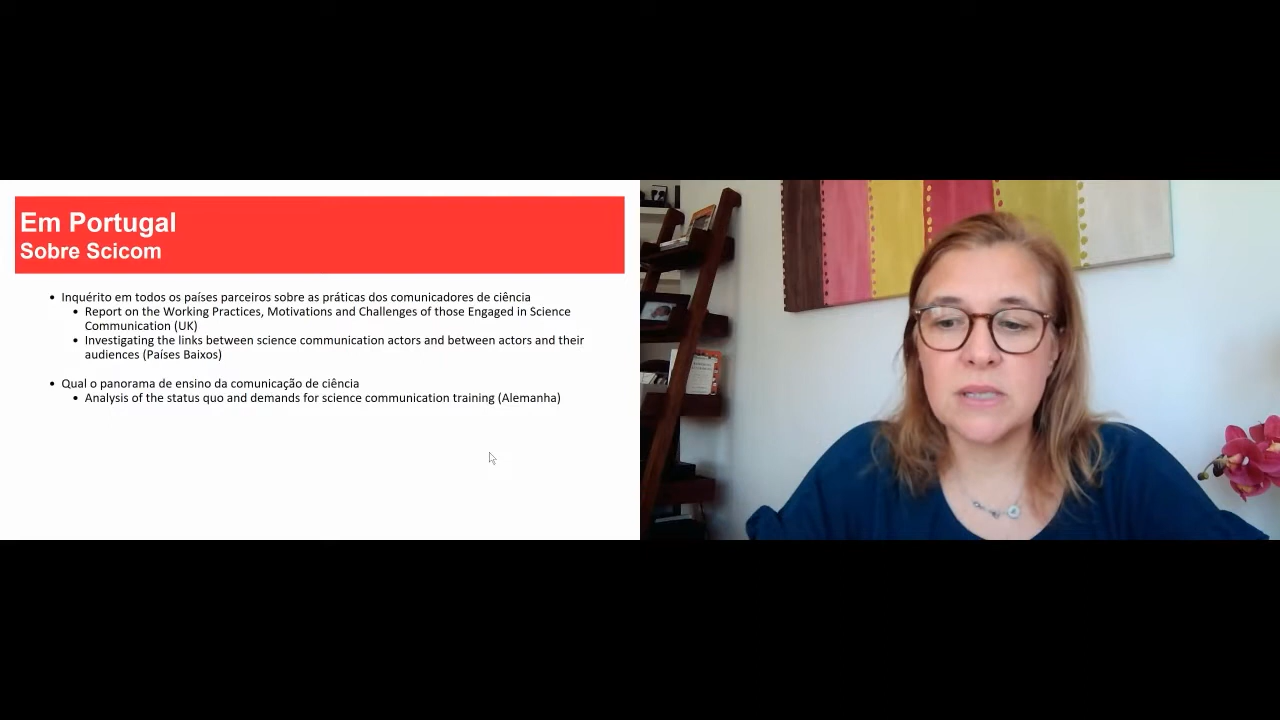 Em Portugal
Sobre Scicom
• Inquérito em todos os países parceiros sobre as práticas dos comunicadores de ciência
• Report on the Working Practices, Motivations and Challenges of those Engaged in Science
Communication (UK)
• Investigating the links between science communication actors and between actors and their
audiences (Países Baixos)
• Qual o panorama de ensino da comunicação de ciência
• Analysis of the status quo and demands for science communication training (Alemanha)